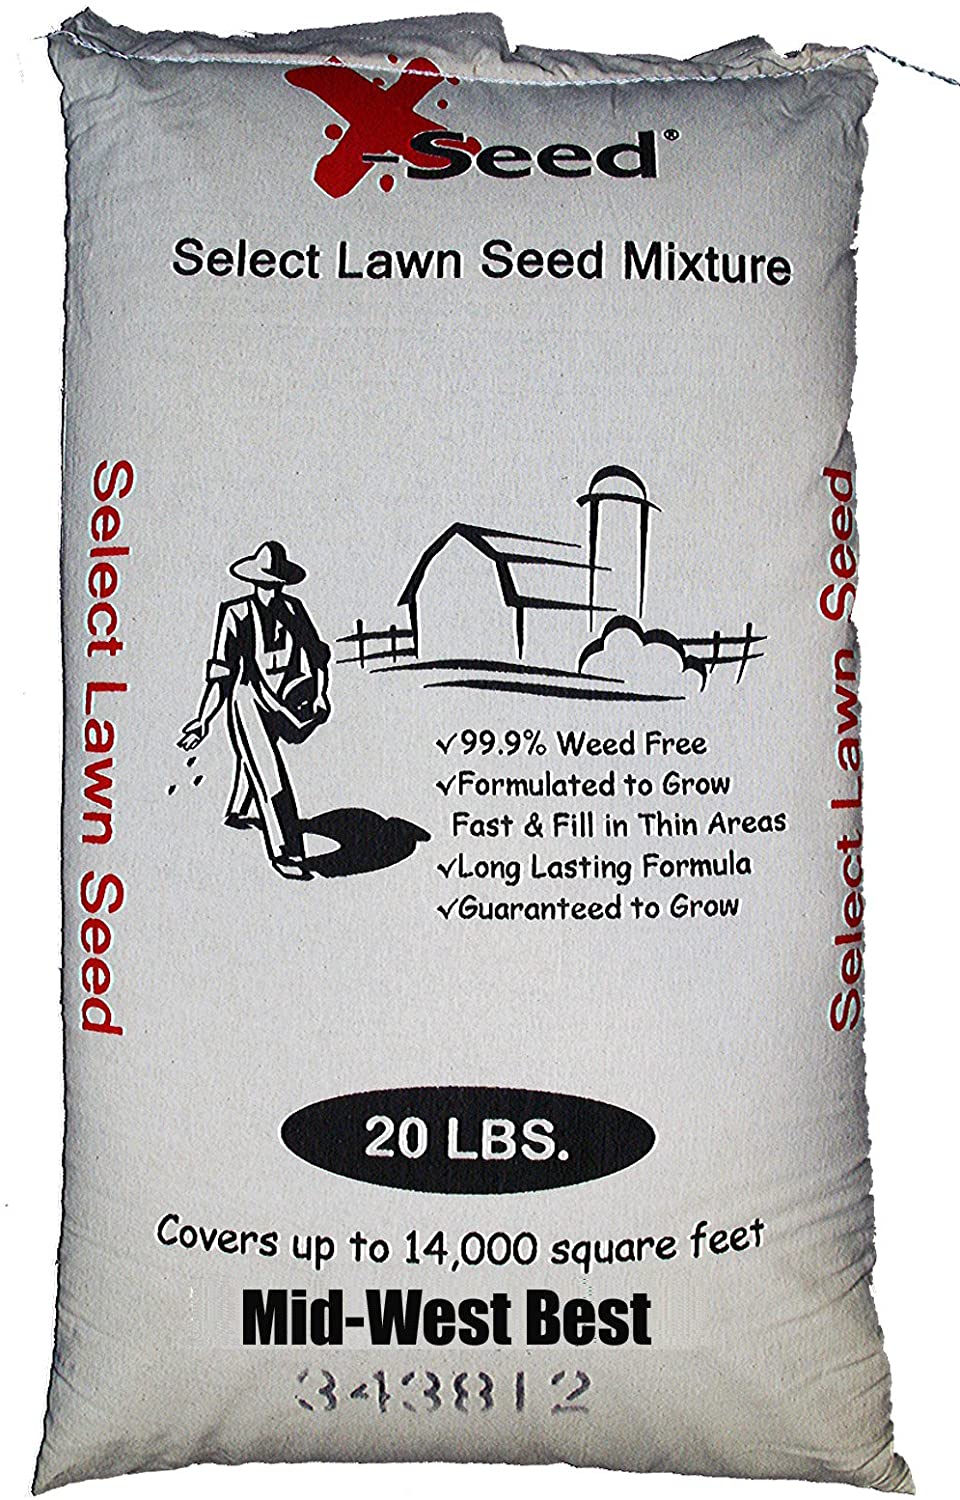 X-Seed®
Select Lawn Seed Mixture
Select Lawn Seed
Select Lawn Seed
√99.9% Weed Free
√Formulated to Grow
Fast & Fill in Thin Areas
√Long Lasting Formula
√Guaranteed to Grow
20 LBS.
Covers up to 14,000 square feet
Mid-West Best
343812